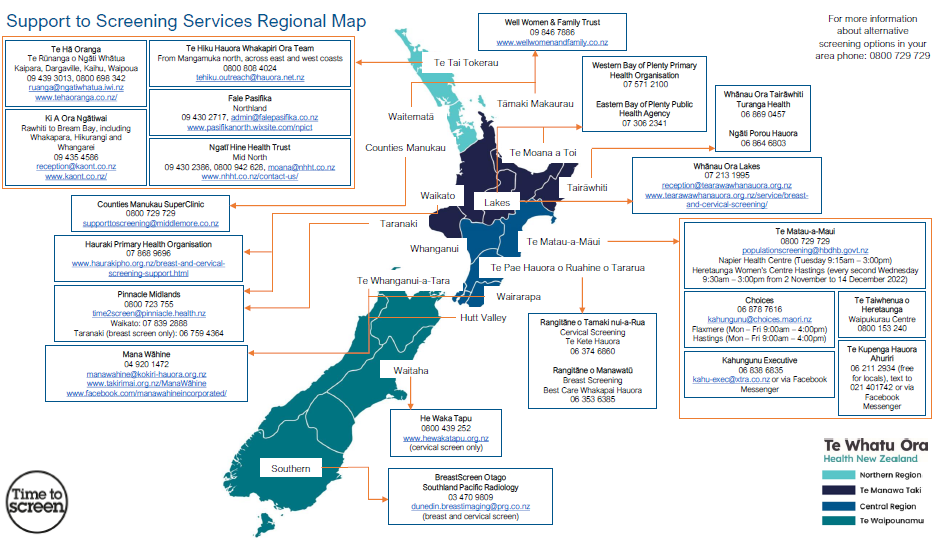 Support to Screening Services Regional Map
For more information
about alternative
screening options in your
area phone: 0800 729 729
Well Women & Family Trust
09 846 7886
www.wellwomenandfamily.co.nz
Te Hā Oranga
Te Rūnanga o Ngāti Whātua
Kaipara, Dargaville, Kaihu, Waipoua
09 439 3013, 0800 698 342
ruanga@ngatiwhatua.iwi.nz
www.tehaoranga.co.nz/
Te Hiku Hauora Whakapiri Ora Team
From Mangamuka north, across east and west coasts
0800 808 4024
tehiku.outreach@hauora.net.nz
Fale Pasifika
Northland
09 430 2717, admin@falepasifika.co.nz
www.pasifikanorth.wixsite.com/npict
Ki A Ora Ngātiwai
Rawhiti to Bream Bay, including
Whakapara, Hikurangi and
Whangarei
09 435 4586
reception@kaont.co.nz
www.kaont.co.nz/
Ngatī Hine Health Trust
Mid North
09 430 2386, 0800 942 628, moana@nhht.co.nz
www.nhht.co.nz/contact-us/
Te Tai Tokerau
Waitematā
Tāmaki Makaurau
Counties Manukau
Te Moana a Toi
Tairāwhiti
Waikato
Lakes
Taranaki
Whanganui
Te Matau-a-Māui
Te Pae Hauora o Ruahine o Tararua
Te Whanganui-a-Tara
Wairarapa
Hutt Valley
Waitaha
Southern
Western Bay of Plenty Primary
Health Organisation
07 571 2100
Eastern Bay of Plenty Public
Health Agency
07 306 2341
Whānau Ora Tairāwhiti
Turanga Health
06 869 0457
Ngāti Porou Hauora
06 864 6803
Whānau Ora Lakes
07 213 1995
reception@tearawawhanauora.org.nz
www.tearawawhanauora.org.nz/service/breast-
and-cervical-screening/
Counties Manukau SuperClinic
0800 729 729
supporttoscreening@middlemore.co.nz
Hauraki Primary Health Organisation
07 868 9696
www.haurakipho.org.nz/breast-and-cervical-
screening-support.html
Pinnacle Midlands
0800 723 755
time2screen@pinniacle.health.nz
Waikato: 07 839 2888
Taranaki (breast screen only): 06 759 4364
Mana Wāhine
04 920 1472
manawahine@kokiri-hauora.org.nz
www.takirimai.org.nz/ManaWāhine
www.facebook.com/manawahineincorporated/
Te Matau-a-Maui
0800 729 729
populationscreening@hbdhb.govt.nz
Napier Health Centre (Tuesday 9:15am – 3:00pm)
Heretaunga Women's Centre Hastings (every second Wednesday
9:30am – 3:00pm from 2 November to 14 December 2022)
Choices
06 878 7616
kahungunu@choices.maori.nz
Flaxmere (Mon – Fri 9:00am – 4:00pm)
Hastings (Mon – Fri 9:00am – 4:00pm)
Te Taiwhenua o
Heretaunga
Waipukurau Centre
0800 153 240
Kahungunu Executive
06 838 6835
kahu-exec@xtra.co.nz or via Facebook
Messenger
Te Kupenga Hauora
Ahuriri
06 211 2934 (free
for locals), text to
021 401742 or via
Facebook
Messenger
Rangitāne o Tamaki nui-a-Rua
Cervical Screening
Te Kete Hauora
06 374 6860
Rangitāne o Manawatū
Breast Screening
Best Care Whakapai Hauora
06 353 6385
He Waka Tapu
0800 439 252
www.hewakatapu.org.nz
(cervical screen only)
BreastScreen Otago
Southland Pacific Radiology
03 470 9809
dunedin.breastimaging@prg.co.nz
(breast and cervical screen)
Time to
screen
Te Whatu Ora
Health New Zealand
Northern Region
Te Manawa Taki
Central Region
Te Waipounamu